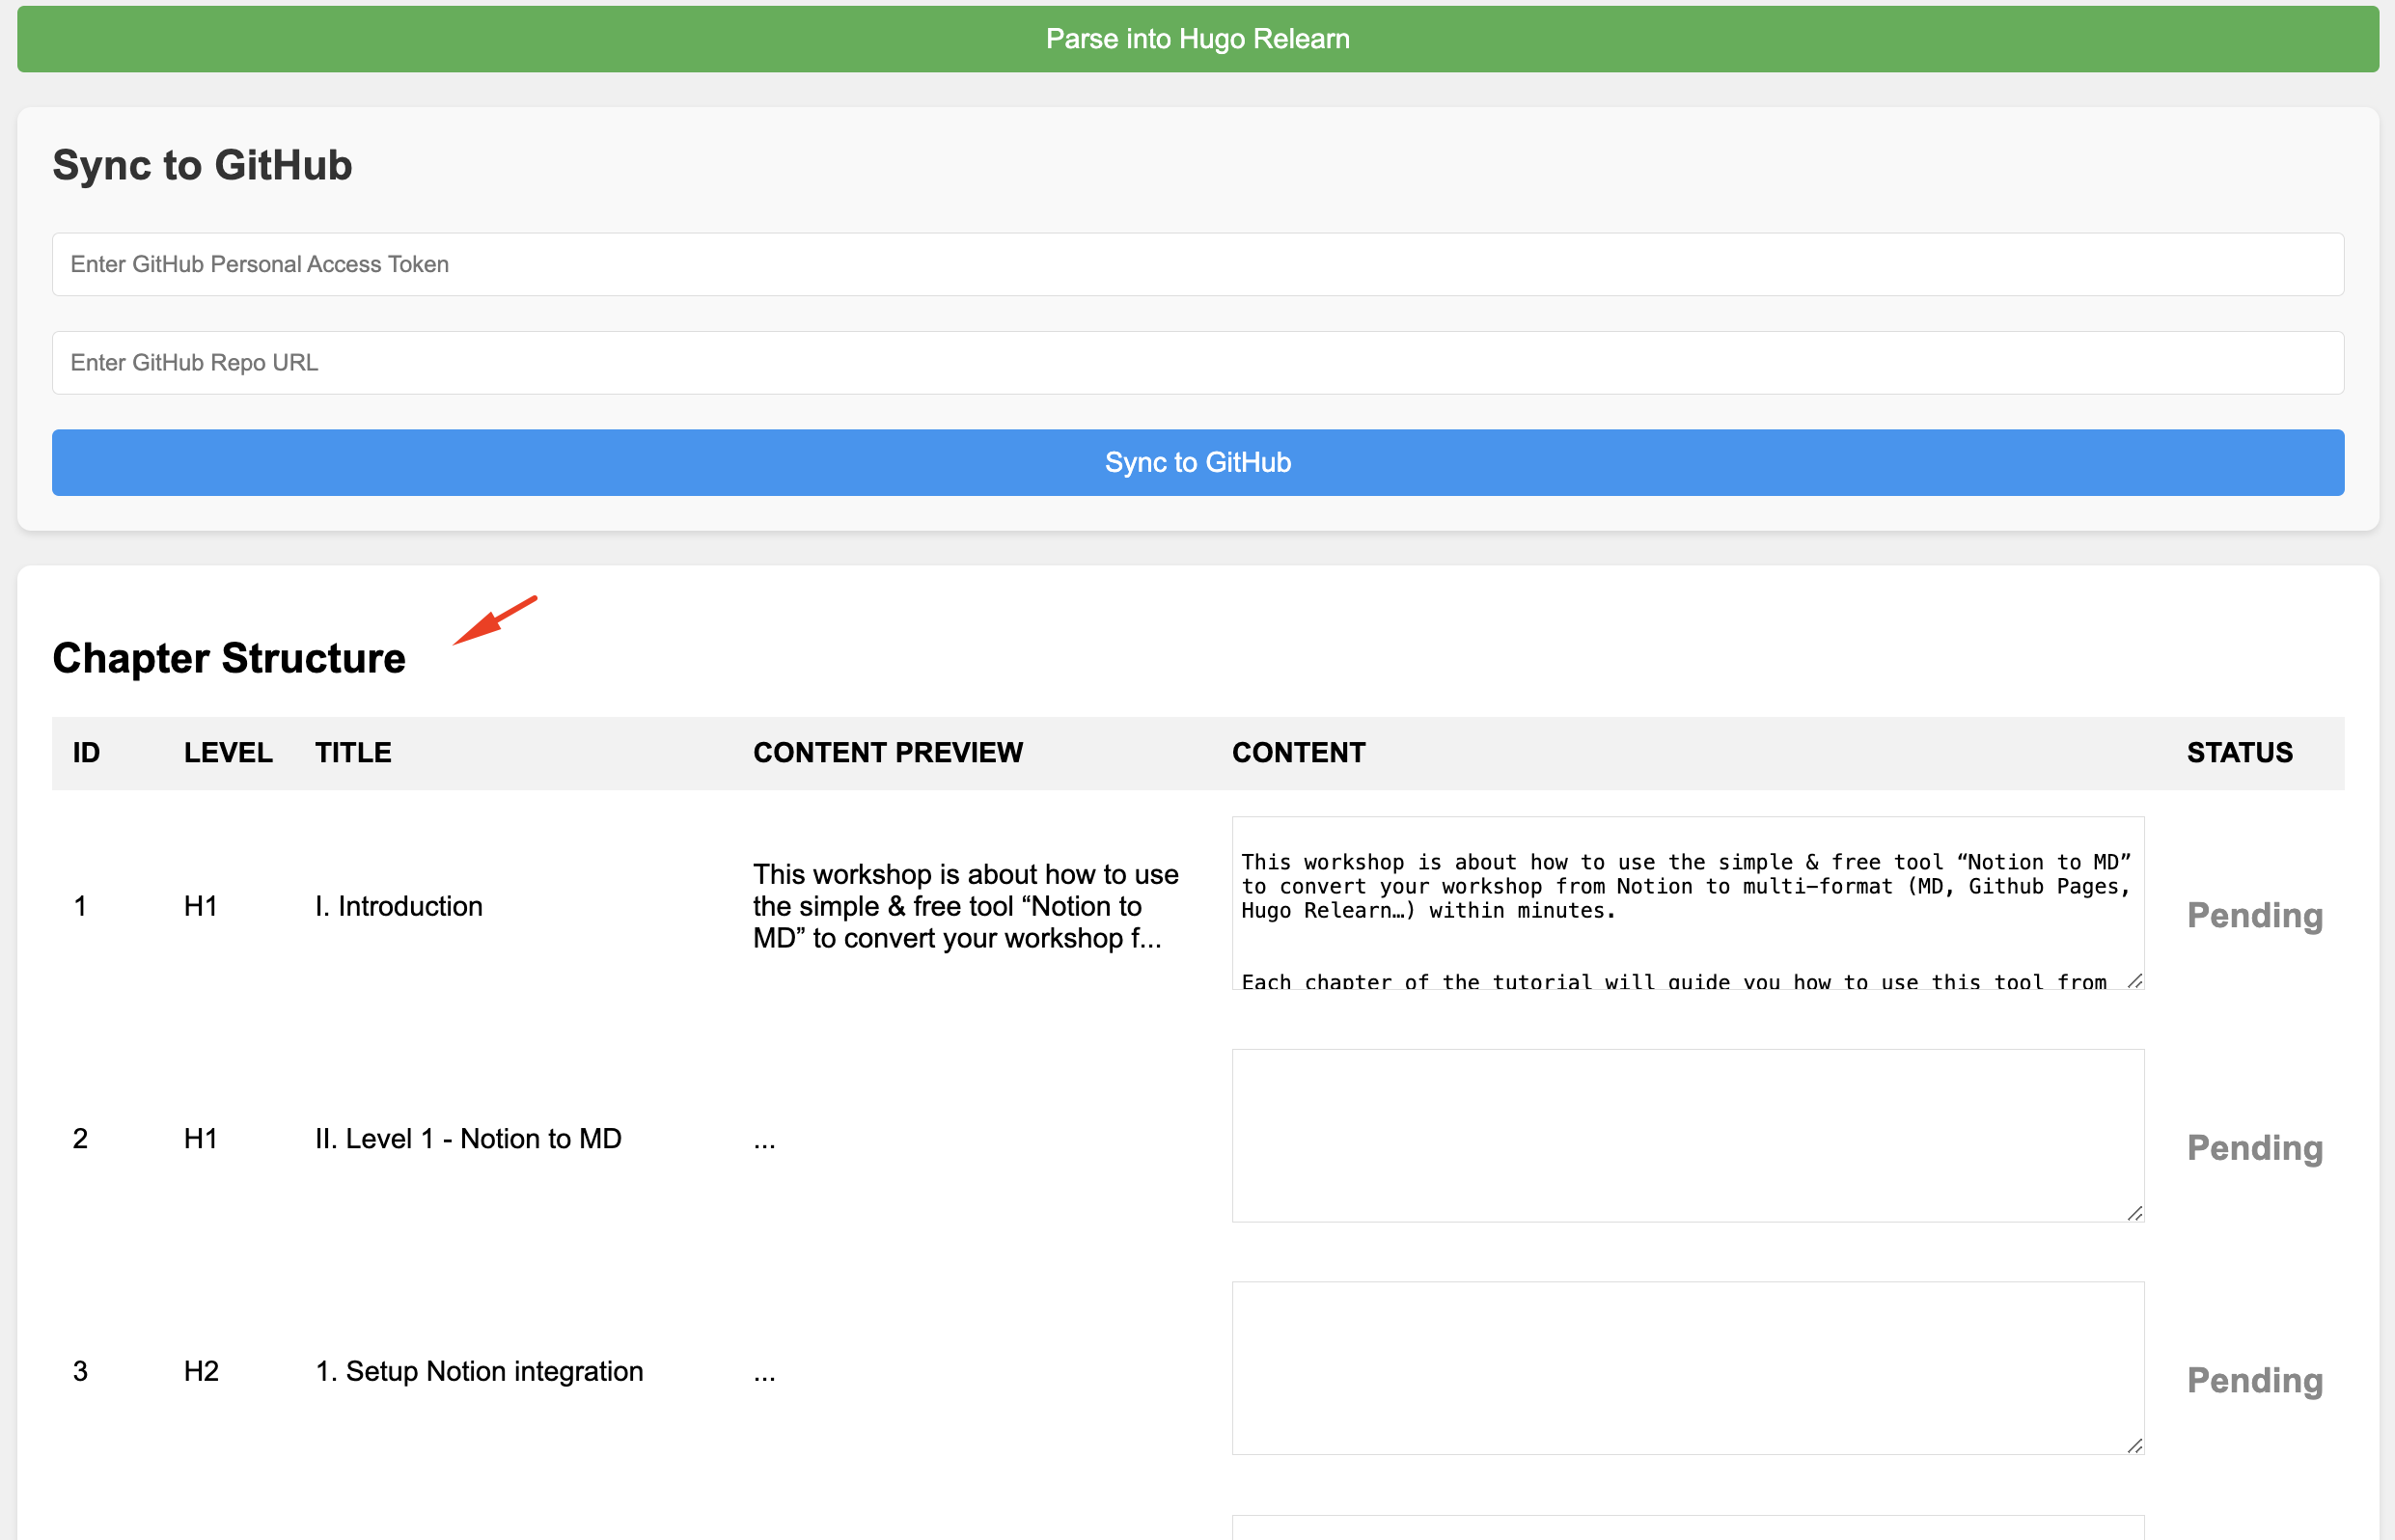 Parse into Hugo Relearn
Sync to GitHub
Enter GitHub Personal Access Token
Enter GitHub Repo URL
Sync to GitHub
Chapter Structure
ID LEVEL TITLE CONTENT PREVIEW CONTENT STATUS
1 H1 I. Introduction
This workshop is about how to use
the simple & free tool “Notion to
MD” to convert your workshop f...
This workshop is about how to use the simple & free tool “Notion to MD”
to convert your workshop from Notion to multi-format (MD, Github Pages,
Hugo Relearn…) within minutes.
Each chapter of the tutorial will guide you how to use this tool from
Pending
2 H1 II. Level 1 - Notion to MD ... Pending
3 H2 1. Setup Notion integration ... Pending